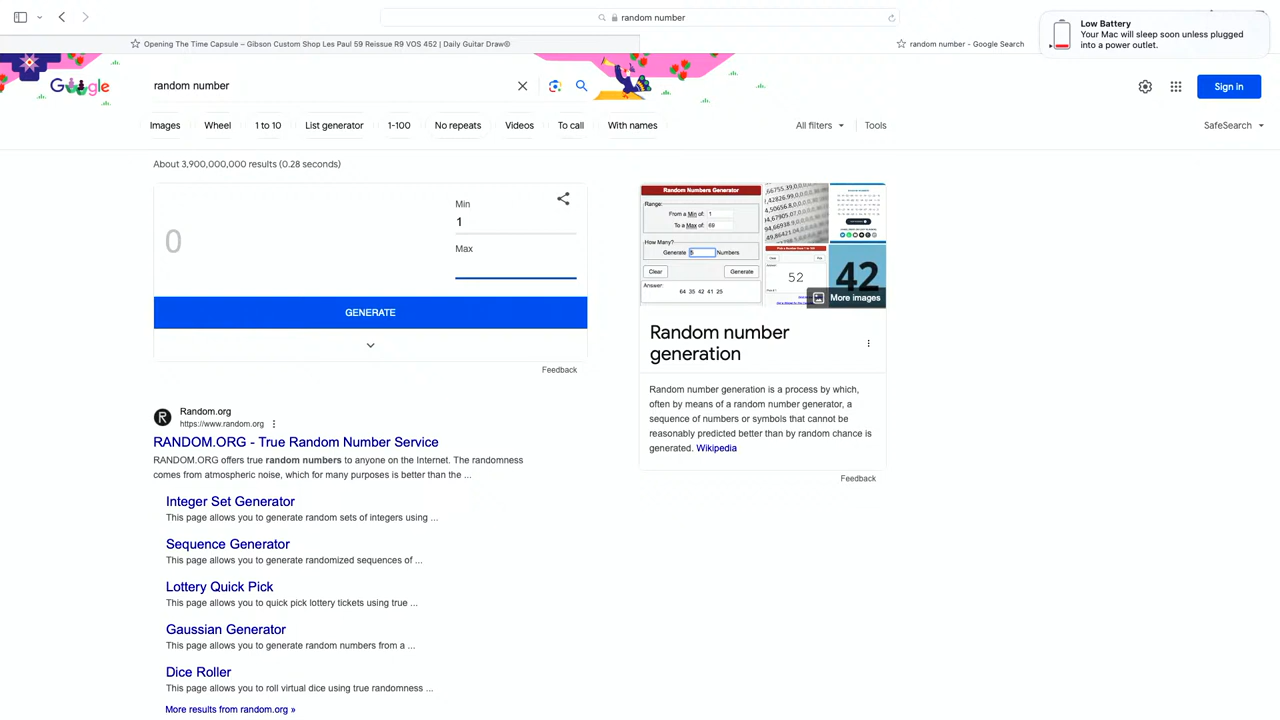 random number
Low Battery
Your Mac will sleep soon unless plugged
into a power outlet.
Opening The Time Capsule – Gibson Custom Shop Les Paul 59 Reissue R9 VOS 452 | Daily Guitar Draw®
random number - Google Search
Google
random number
Sign in
Images
Wheel
1 to 10
List generator
1-100
No repeats
Videos
To call
With names
All filters
Tools
SafeSearch
About 3,900,000,000 results (0.28 seconds)
0
Min
1
Max
GENERATE
Feedback
Random Numbers Generator
Range:
From a Min of: 1
To a Max of: 69
How Many?
Generate 5 Numbers
Clear
Generate
Answer:
64 35 42 41 25
52
42
More images
Random number
generation
Random number generation is a process by which,
often by means of a random number generator, a
sequence of numbers or symbols that cannot be
reasonably predicted better than by random chance is
generated. Wikipedia
Feedback
R
Random.org
https://www.random.org
RANDOM.ORG - True Random Number Service
RANDOM.ORG offers true random numbers to anyone on the Internet. The randomness
comes from atmospheric noise, which for many purposes is better than the ...
Integer Set Generator
This page allows you to generate random sets of integers using ...
Sequence Generator
This page allows you to generate randomized sequences of ...
Lottery Quick Pick
This page allows you to quick pick lottery tickets using true ...
Gaussian Generator
This page allows you to generate random numbers from a ...
Dice Roller
This page allows you to roll virtual dice using true randomness ...
More results from random.org »